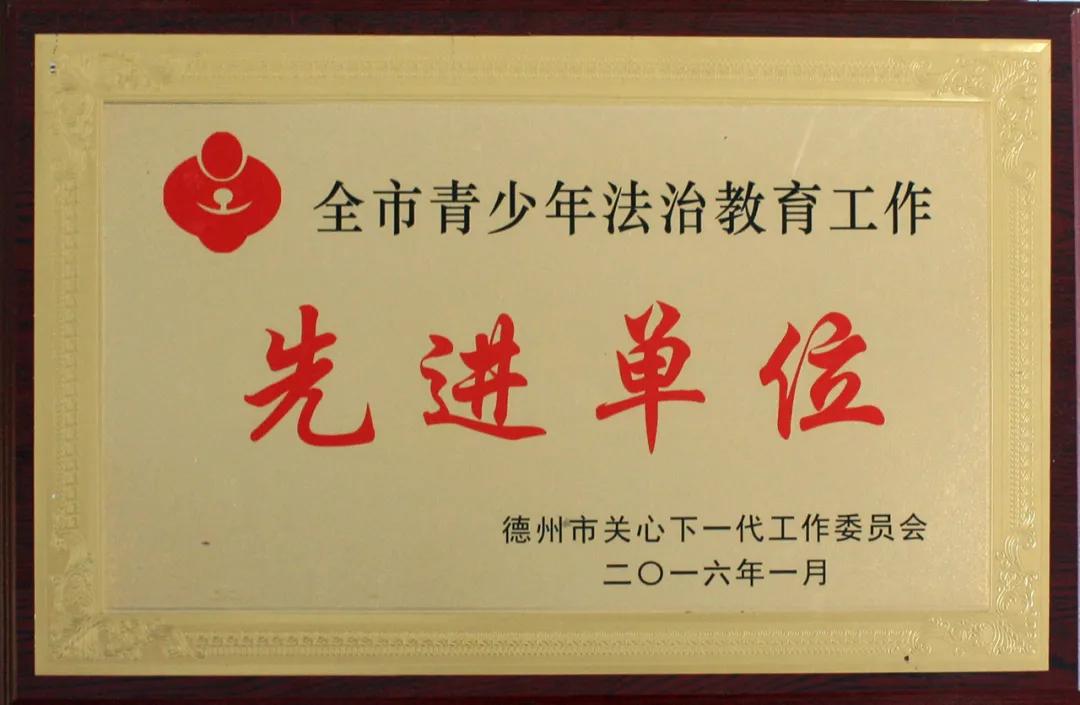 全市青少年法治教育工作
先进单位
德州市关心下一代工作委员会
二〇一六年一月